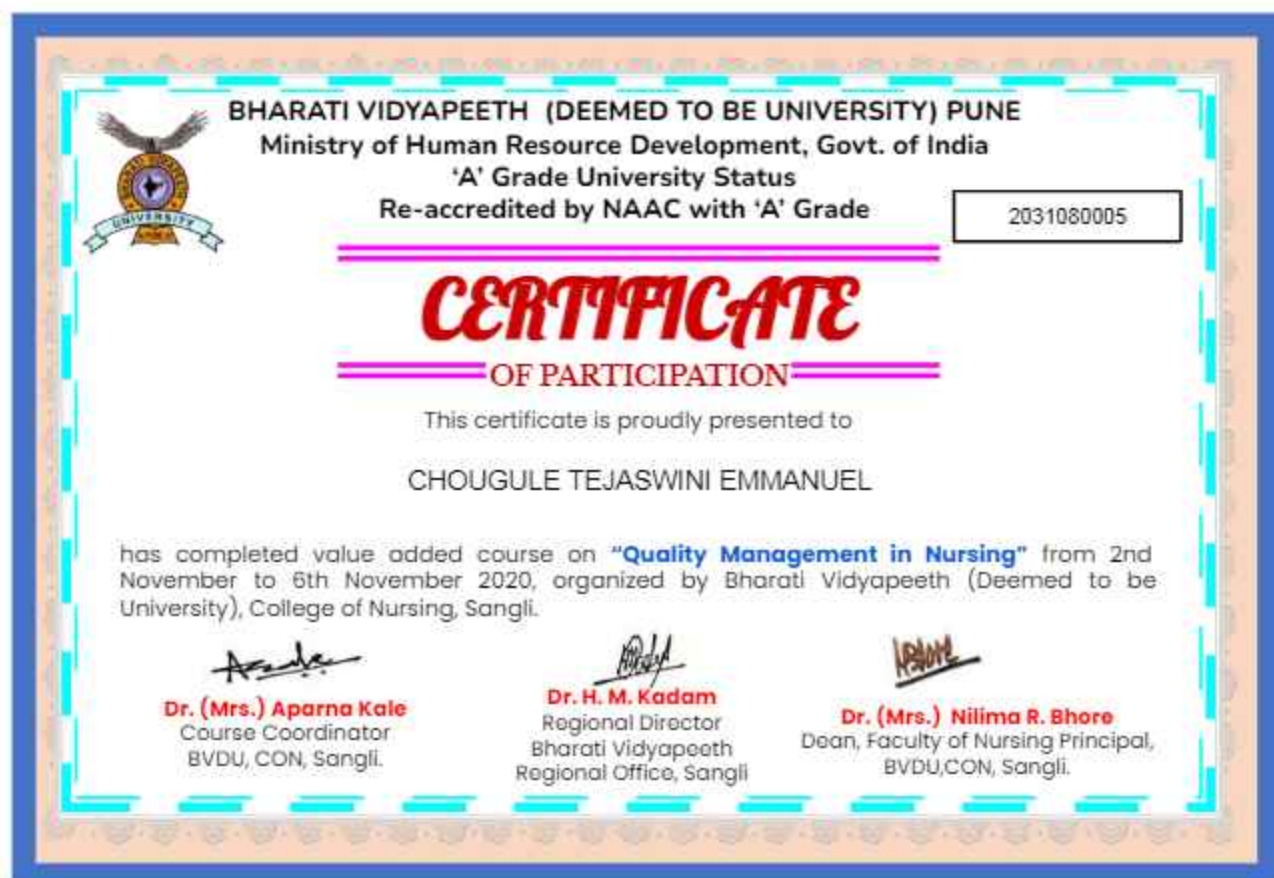 BHARATI VIDYAPEETH (DEEMED TO BE UNIVERSITY) PUNE
Ministry of Human Resource Development, Govt. of India
‘A’ Grade University Status
Re-accredited by NAAC with ‘A’ Grade
2031080005
BHARATI VIDYAPEETH
UNIVERSITY
CERTIFICATE
OF PARTICIPATION
This certificate is proudly presented to
CHOUGULE TEJASWINI EMMANUEL
has completed value added course on “Quality Management in Nursing” from 2nd
November to 6th November 2020, organized by Bharati Vidyapeeth (Deemed to be
University), College of Nursing, Sangli.
Dr. (Mrs.) Aparna Kale
Course Coordinator
BVDU, CON, Sangli.
Dr. H. M. Kadam
Regional Director
Bharati Vidyapeeth
Regional Office, Sangli
Dr. (Mrs.) Nilima R. Bhore
Dean, Faculty of Nursing Principal,
BVDU,CON, Sangli.